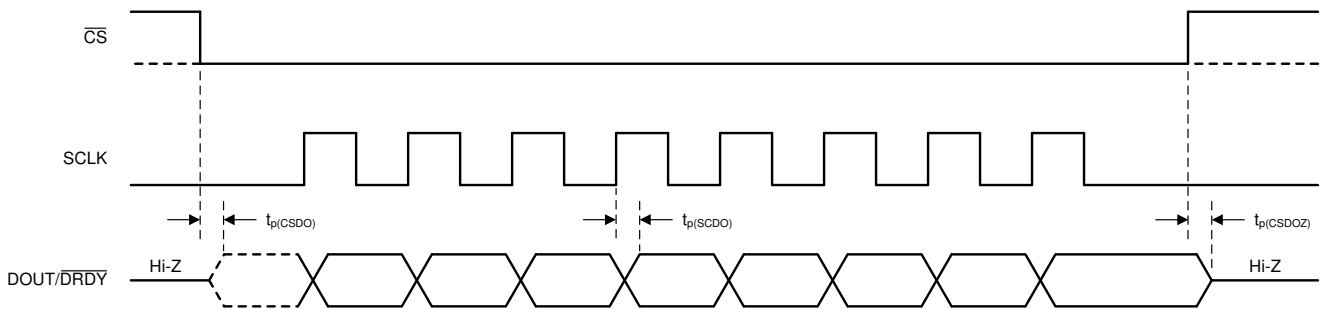 CS
SCLK
tp(CSDO)
tp(SCDO)
tp(CSDOZ)
DOUT/DRDY
Hi-Z
Hi-Z